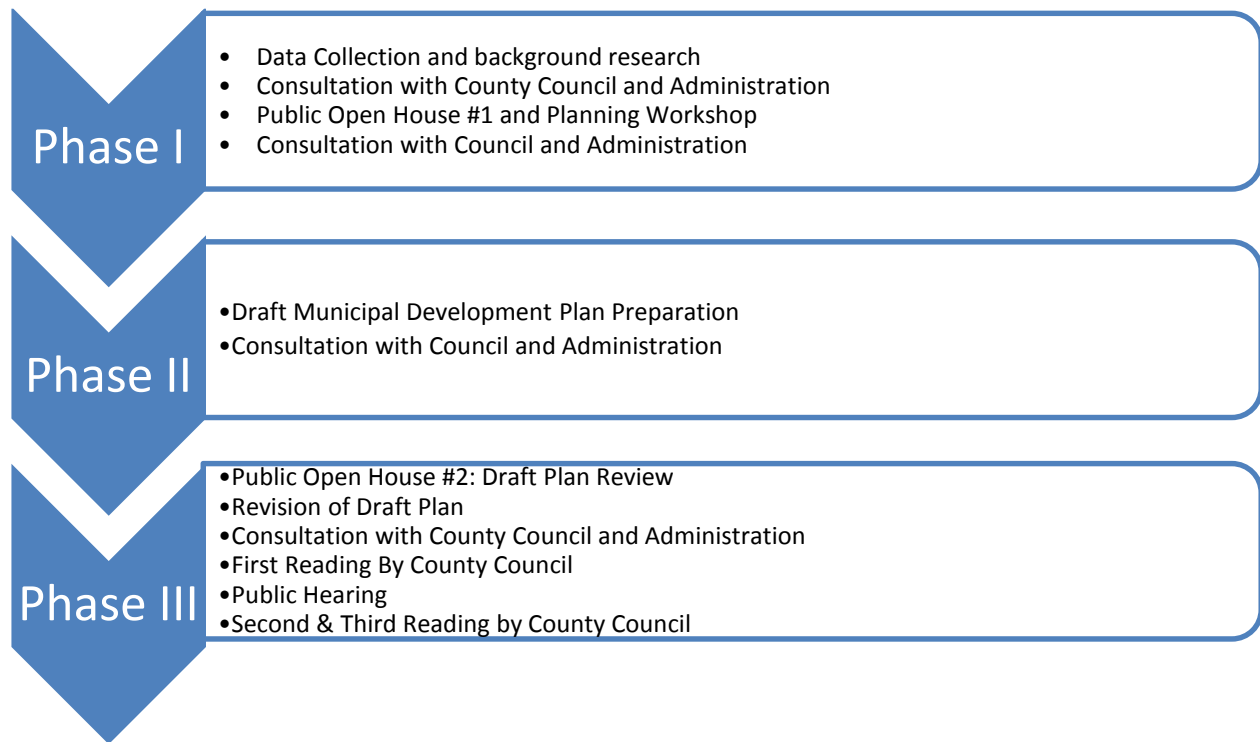 Phase I
• Data Collection and background research
• Consultation with County Council and Administration
• Public Open House #1 and Planning Workshop
• Consultation with Council and Administration
Phase II
•Draft Municipal Development Plan Preparation
•Consultation with Council and Administration
Phase III
•Public Open House #2: Draft Plan Review
•Revision of Draft Plan
•Consultation with County Council and Administration
•First Reading By County Council
•Public Hearing
•Second & Third Reading by County Council